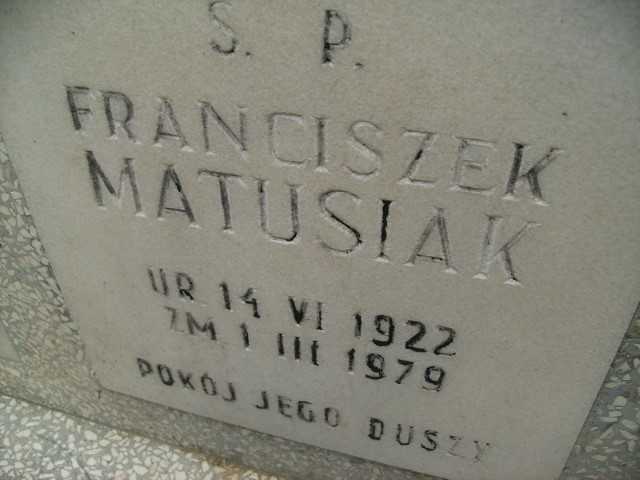 S. P.
FRANCISZEK
MATUSIAK
UR 14 VI 1922
ZM 1 III 1979
POKÓJ JEGO DUSZY